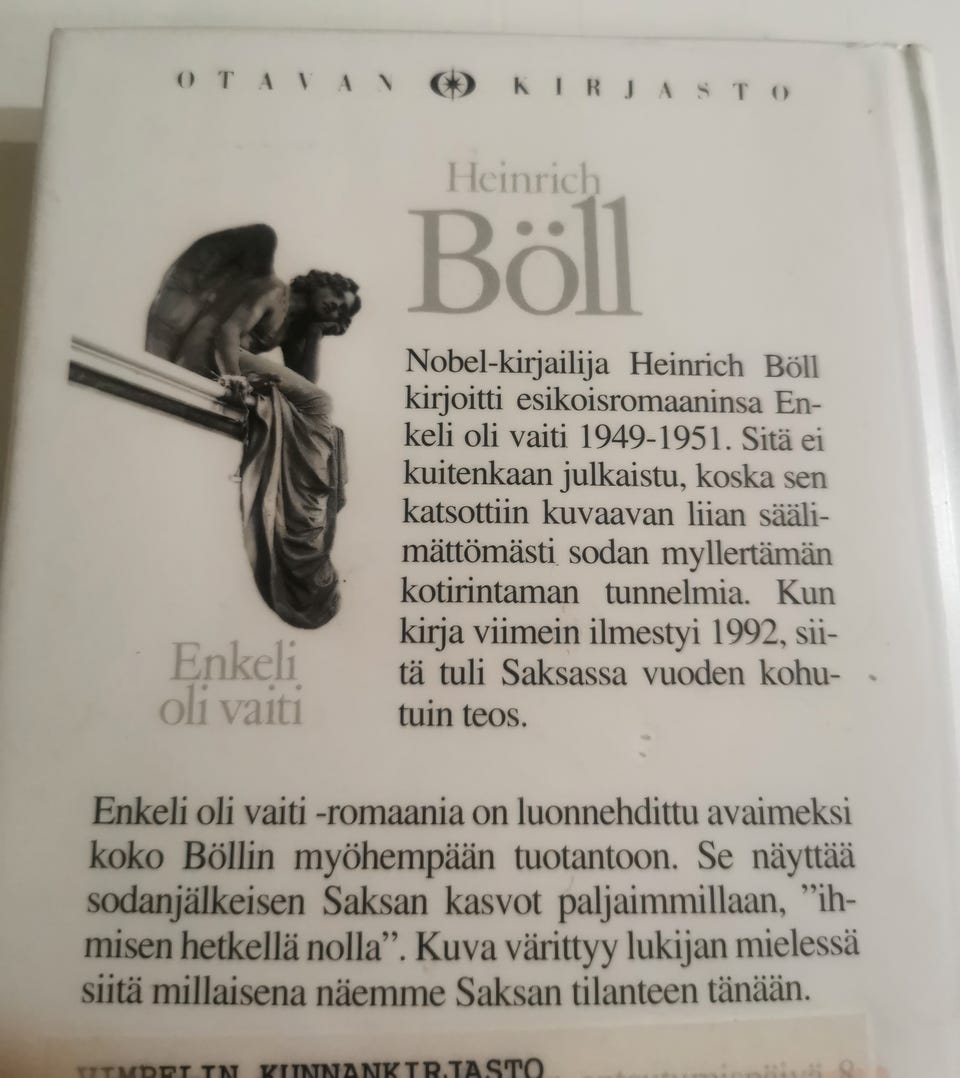 OTAVAN KIRJASTO
Heinrich
Böll
Nobel-kirjailija Heinrich Böll
kirjoitti esikoisromaaninsa En-
keli oli vaiti 1949-1951. Sitä ei
kuitenkaan julkaistu, koska sen
katsottiin kuvaavan liian sääli-
mättömästi sodan myllertämän
kotirintaman tunnelmia. Kun
kirja viimein ilmestyi 1992, sii-
tä tuli Saksassa vuoden kohu-
tuin teos.
Enkeli
oli vaiti
Enkeli oli vaiti -romaania on luonnehdittu avaimeksi
koko Böllin myöhempään tuotantoon. Se näyttää
sodanjälkeisen Saksan kasvot paljaimmillaan, ”ih-
misen hetkellä nolla”. Kuva värittyy lukijan mielessä
siitä millaisena näemme Saksan tilanteen tänään.
VIMPELIN KUNNANKIRJASTO